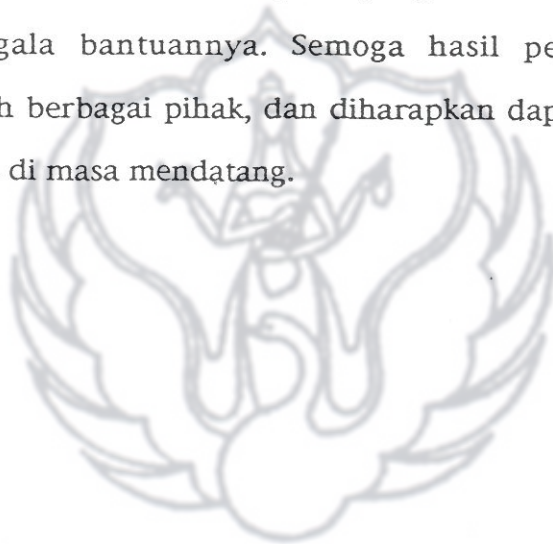 gala bantuannya. Semoga hasil pe
h berbagai pihak, dan diharapkan dap
di masa mendatang.